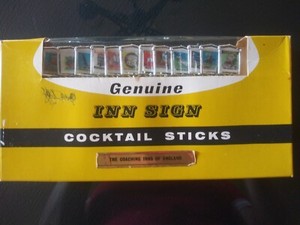 Genuine
INN SIGN
COCKTAIL STICKS
THE COACHING INNS OF ENGLAND